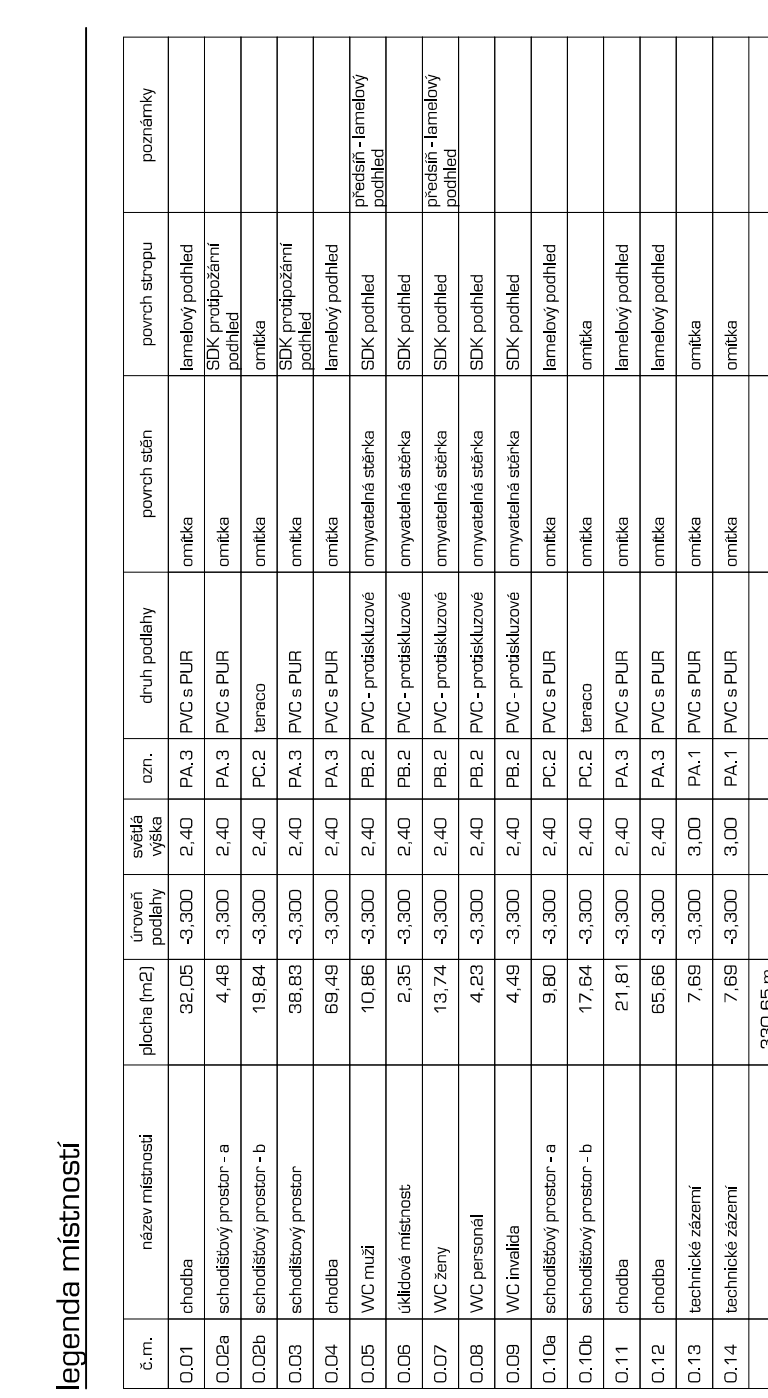 legenda místností
č.m. název místnosti plocha (m2) úroveň podlahy světlá výška ozn. druh podlahy povrch stěn povrch stropu poznámky
0.01 chodba 32,05 -3,300 2,40 PA.3 PVC s PUR omítka lamelový podhled
0.02a schodišťový prostor - a 4,48 -3,300 2,40 PA.3 PVC s PUR omítka SDK protipožární podhled
0.02b schodišťový prostor - b 19,84 -3,300 2,40 PC.2 teraco omítka omítka
0.03 schodišťový prostor 38,83 -3,300 2,40 PA.3 PVC s PUR omítka SDK protipožární podhled
0.04 chodba 69,49 -3,300 2,40 PA.3 PVC s PUR omítka lamelový podhled
0.05 WC muži 10,86 -3,300 2,40 PB.2 PVC - protiskluzové omyvatelná stěrka SDK podhled předsíň - lamelový podhled
0.06 úklidová místnost 2,35 -3,300 2,40 PB.2 PVC - protiskluzové omyvatelná stěrka SDK podhled
0.07 WC ženy 13,74 -3,300 2,40 PB.2 PVC - protiskluzové omyvatelná stěrka SDK podhled předsíň - lamelový podhled
0.08 WC personál 4,23 -3,300 2,40 PB.2 PVC - protiskluzové omyvatelná stěrka SDK podhled
0.09 WC invalida 4,49 -3,300 2,40 PB.2 PVC - protiskluzové omyvatelná stěrka SDK podhled
0.10a schodišťový prostor - a 9,80 -3,300 2,40 PC.2 PVC s PUR omítka lamelový podhled
0.10b schodišťový prostor - b 17,64 -3,300 2,40 PC.2 teraco omítka omítka
0.11 chodba 21,81 -3,300 2,40 PA.3 PVC s PUR omítka lamelový podhled
0.12 chodba 65,66 -3,300 2,40 PA.3 PVC s PUR omítka lamelový podhled
0.13 technické zázemí 7,69 -3,300 3,00 PA.1 PVC s PUR omítka omítka
0.14 technické zázemí 7,69 -3,300 3,00 PA.1 PVC s PUR omítka omítka
330,65 m